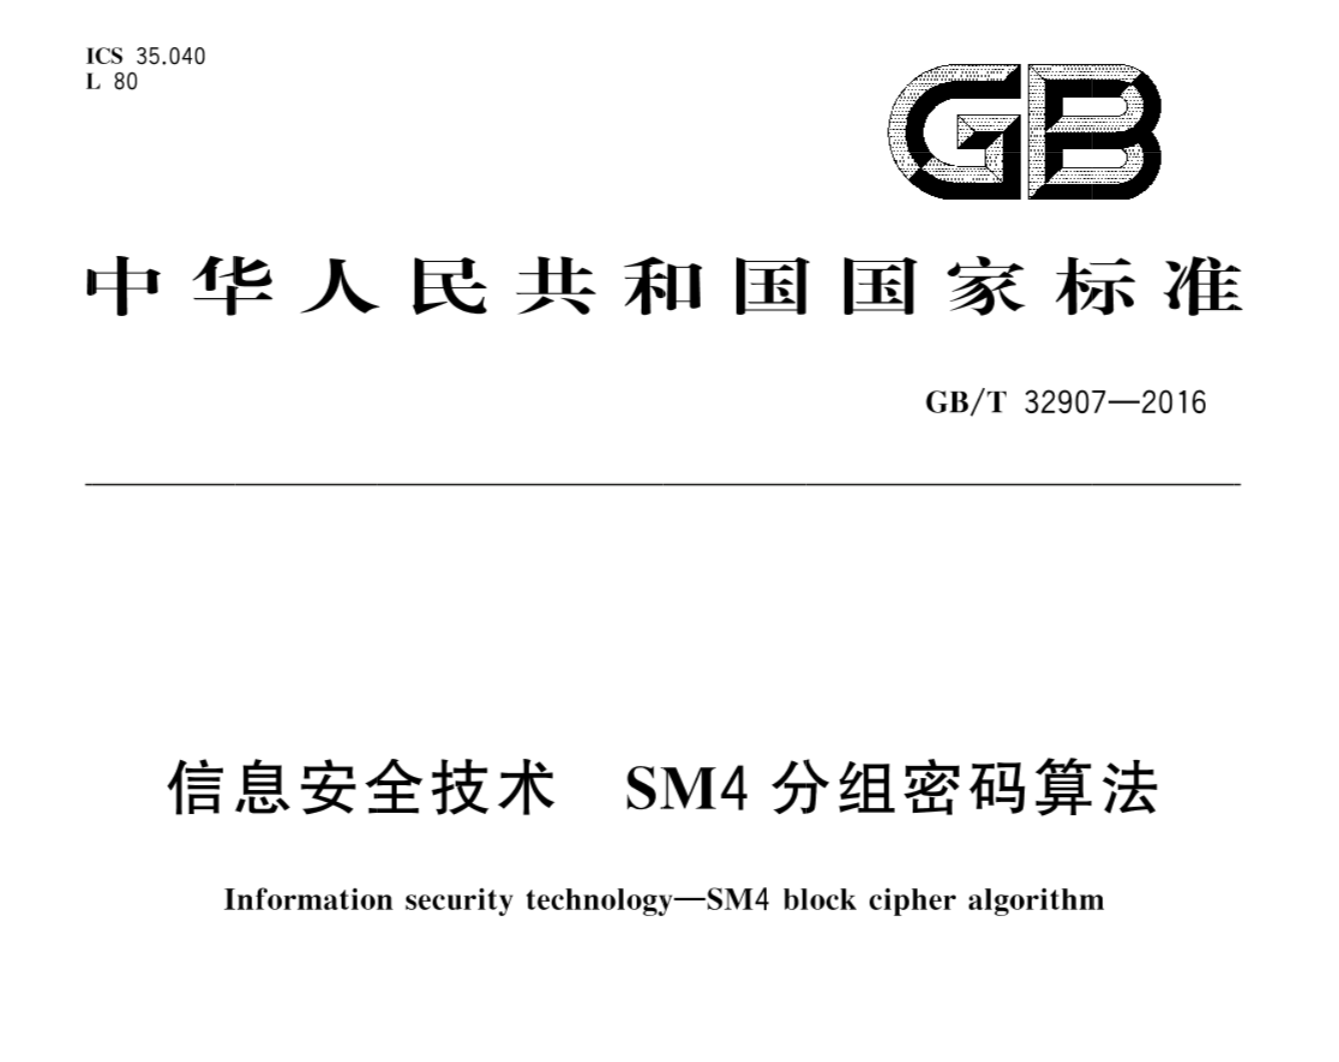 ICS 35.040
L 80
GB
中华人民共和国国家标准
GB/T 32907—2016
信息安全技术 SM4 分组密码算法
Information security technology—SM4 block cipher algorithm